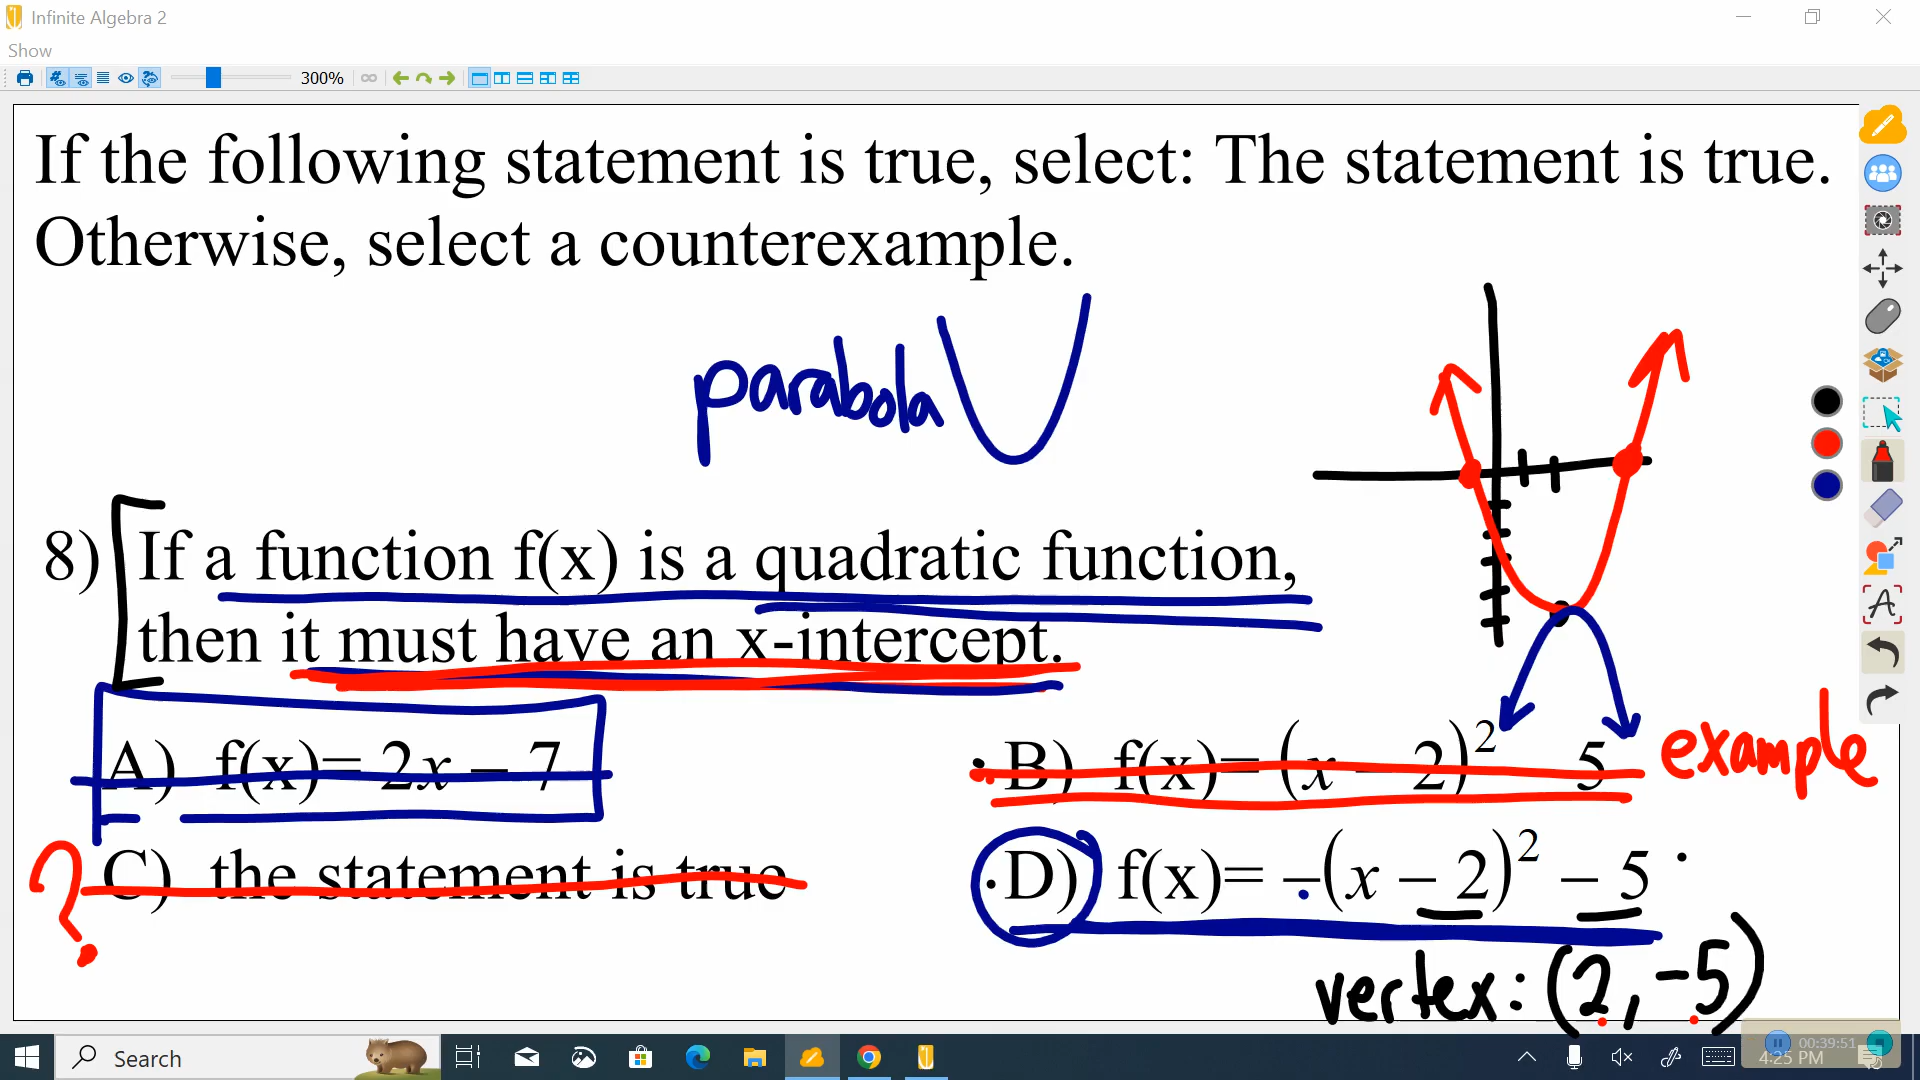 Infinite Algebra 2
Show
300%
If the following statement is true, select: The statement is true.
Otherwise, select a counterexample.
parabola
8) If a function f(x) is a quadratic function,
then it must have an x-intercept.
A) f(x)= 2x − 7
B) f(x)= (x − 2)² − 5 example
? C) the statement is true
D) f(x)= −(x − 2)² − 5
vertex: (2, -5)
Search
00:39:51
4:25 PM